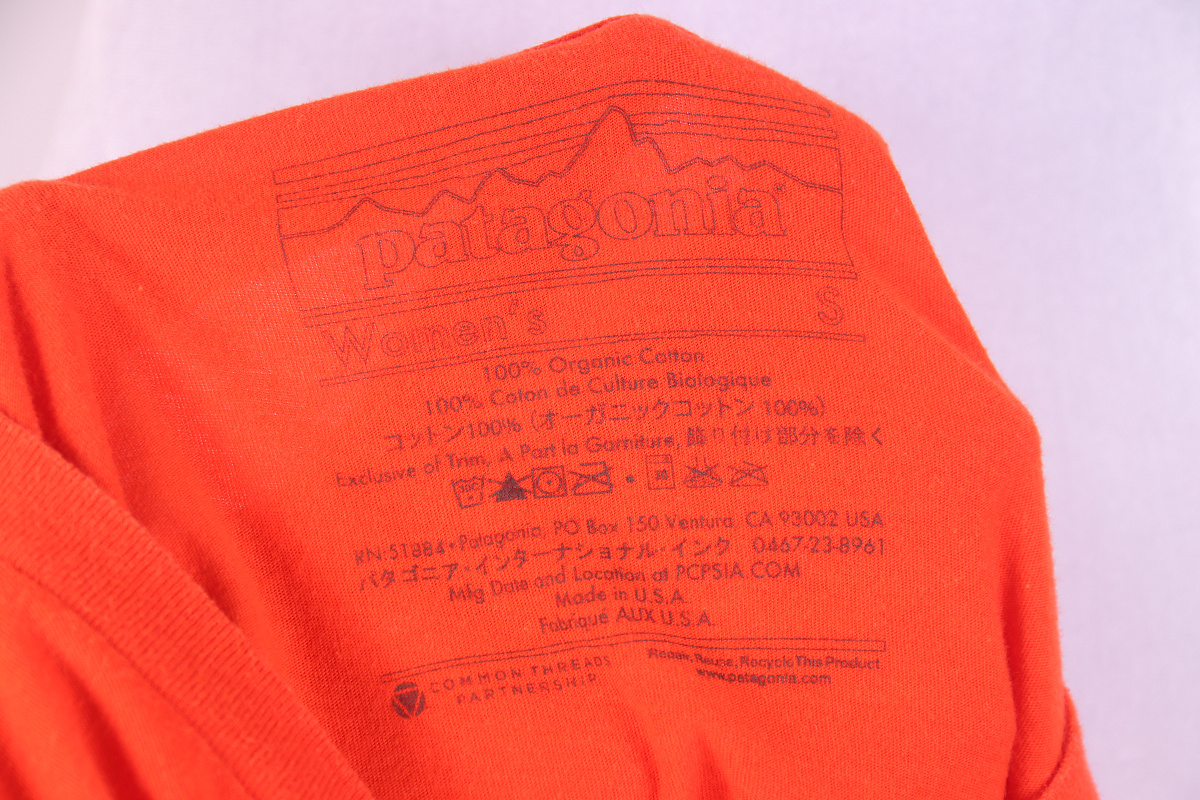 patagonia®
Women's S
100% Organic Cotton
100% Coton de Culture Biologique
コットン100% (オーガニックコットン 100%)
Exclusive of Trim, A Part la Garniture, 飾り付け部分を除く
RN:51884•Patagonia, PO Box 150 Ventura CA 93002 USA
パタゴニア・インターナショナル・インク 0467-23-8961
Mfg Date and Location at PCPSIA.COM
Made in U.S.A.
Fabriqué AUX U.S.A.
COMMON THREADS
PARTNERSHIP
Repair, Reuse, Recycle This Product
www.patagonia.com